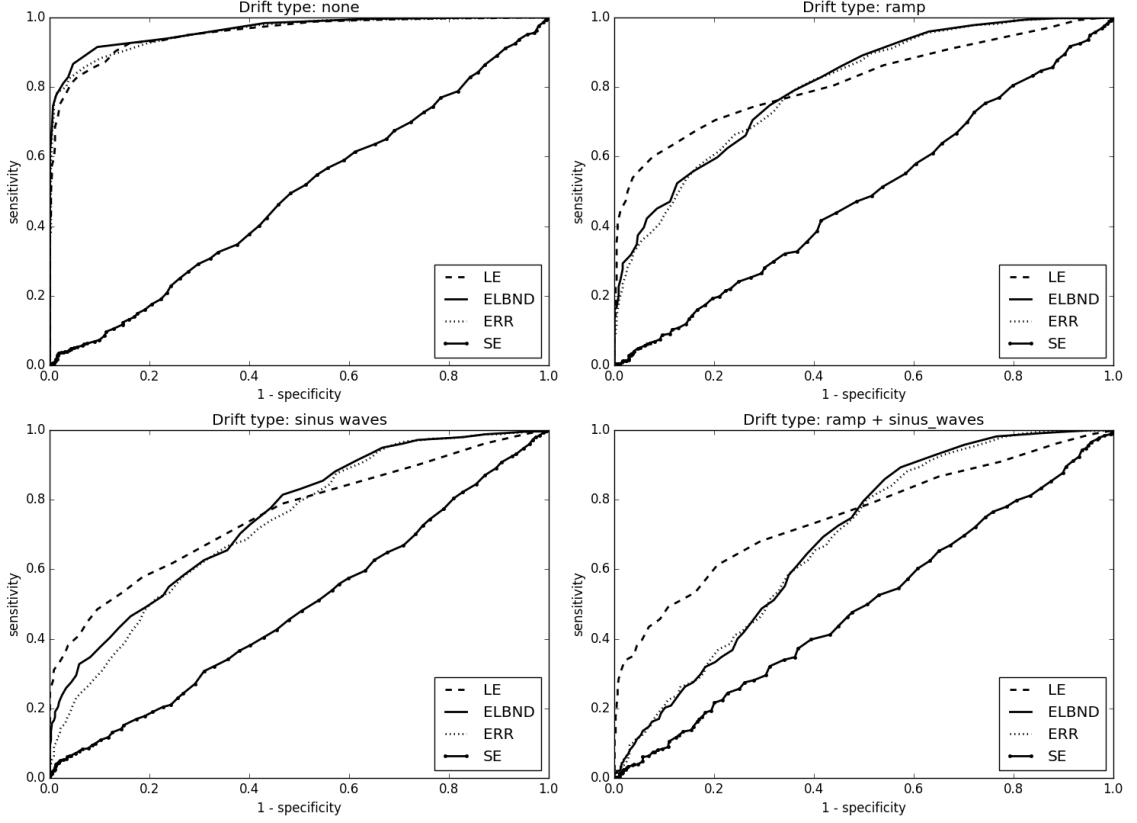 Drift type: none
1.0
0.8
0.6
0.4
0.2
0.0
sensitivity
0.0 0.2 0.4 0.6 0.8 1.0
1 - specificity
LE
ELBND
ERR
SE
Drift type: ramp
1.0
0.8
0.6
0.4
0.2
0.0
sensitivity
0.0 0.2 0.4 0.6 0.8 1.0
1 - specificity
LE
ELBND
ERR
SE
Drift type: sinus waves
1.0
0.8
0.6
0.4
0.2
0.0
sensitivity
0.0 0.2 0.4 0.6 0.8 1.0
1 - specificity
LE
ELBND
ERR
SE
Drift type: ramp + sinus_waves
1.0
0.8
0.6
0.4
0.2
0.0
sensitivity
0.0 0.2 0.4 0.6 0.8 1.0
1 - specificity
LE
ELBND
ERR
SE